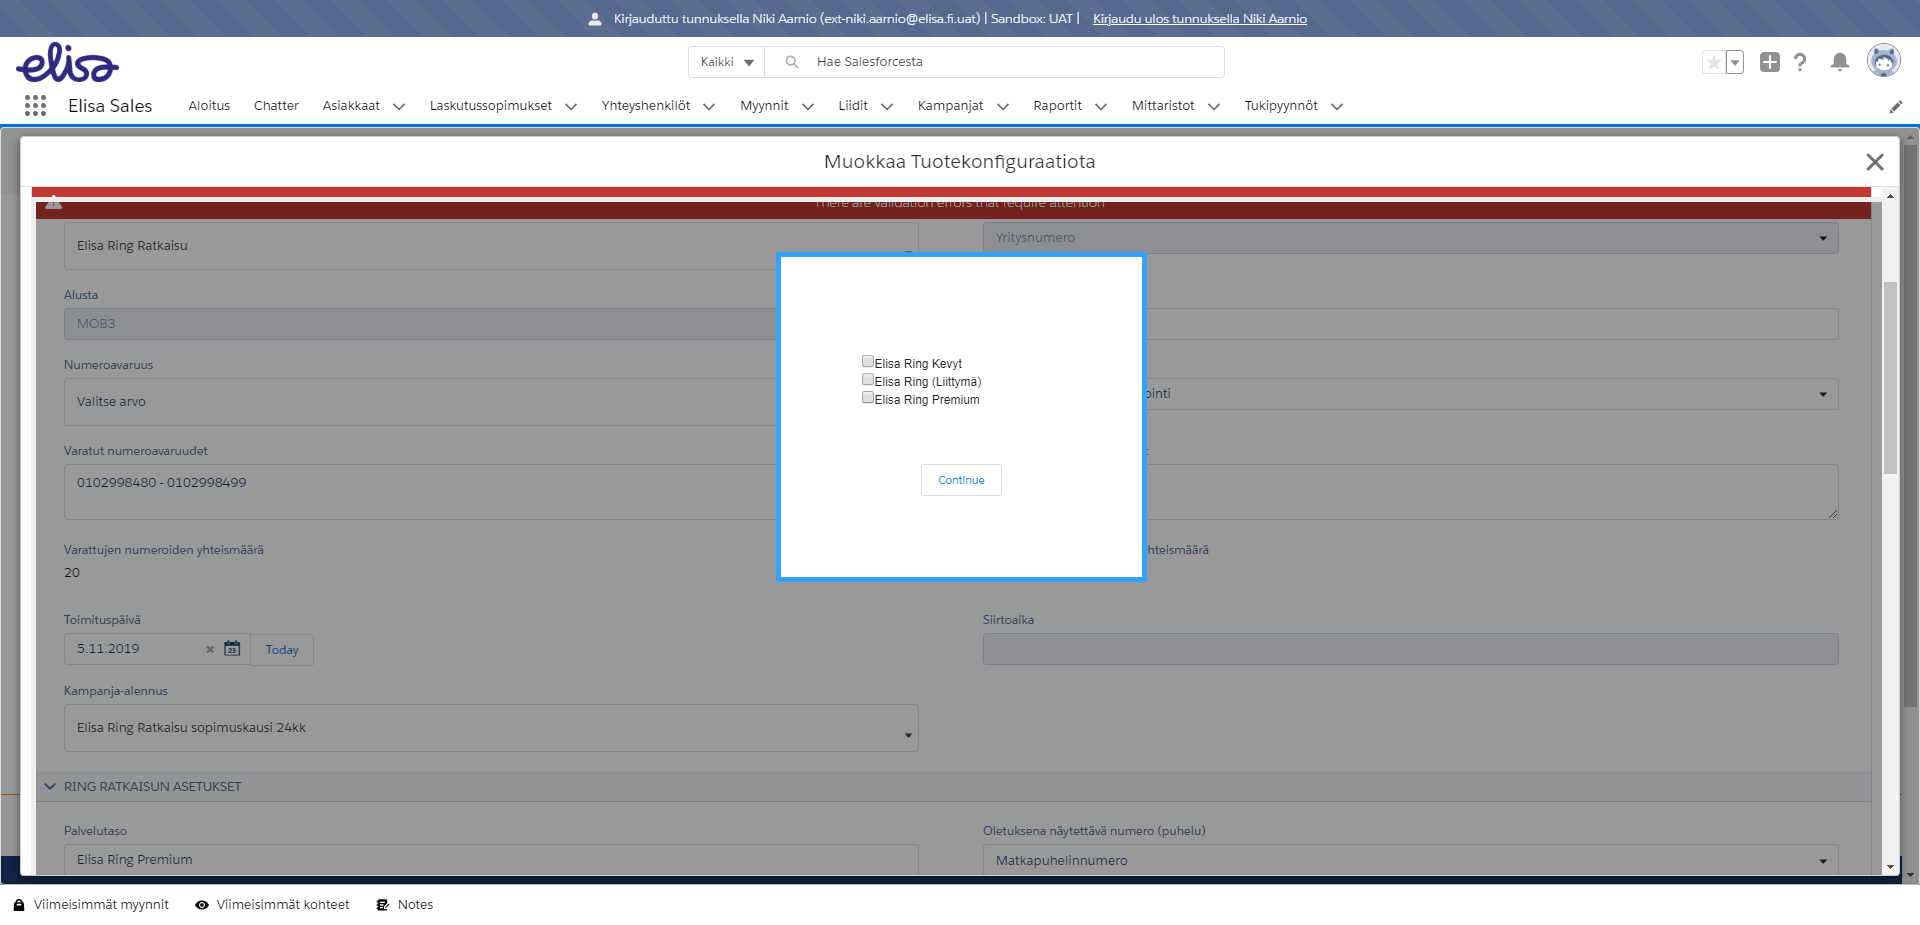 Kirjauduttu tunnuksella Niki Aarnio (ext-niki.aarnio@elisa.fi.uat) | Sandbox: UAT | Kirjaudu ulos tunnuksella Niki Aarnio
elisa
Kaikki
Hae Salesforcesta
Elisa Sales
Aloitus
Chatter
Asiakkaat
Laskutussopimukset
Yhteyshenkilöt
Myynnit
Liidit
Kampanjat
Raportit
Mittaristot
Tukipyynnöt
Muokkaa Tuotekonfiguraatiota
There are validation errors that require attention
Elisa Ring Ratkaisu
Yritysnumero
Alusta
MOB3
Numeroavaruus
Valitse arvo
ointi
Varatut numeroavaruudet
0102998480 - 0102998499
Varattujen numeroiden yhteismäärä
20
hteismäärä
Elisa Ring Kevyt
Elisa Ring (Liittymä)
Elisa Ring Premium
Continue
Toimituspäivä
5.11.2019
23
Today
Siirtoaika
Kampanja-alennus
Elisa Ring Ratkaisu sopimuskausi 24kk
RING RATKAISUN ASETUKSET
Palvelutaso
Elisa Ring Premium
Oletuksena näytettävä numero (puhelu)
Matkapuhelinnumero
Viimeisimmät myynnit
Viimeisimmät kohteet
Notes